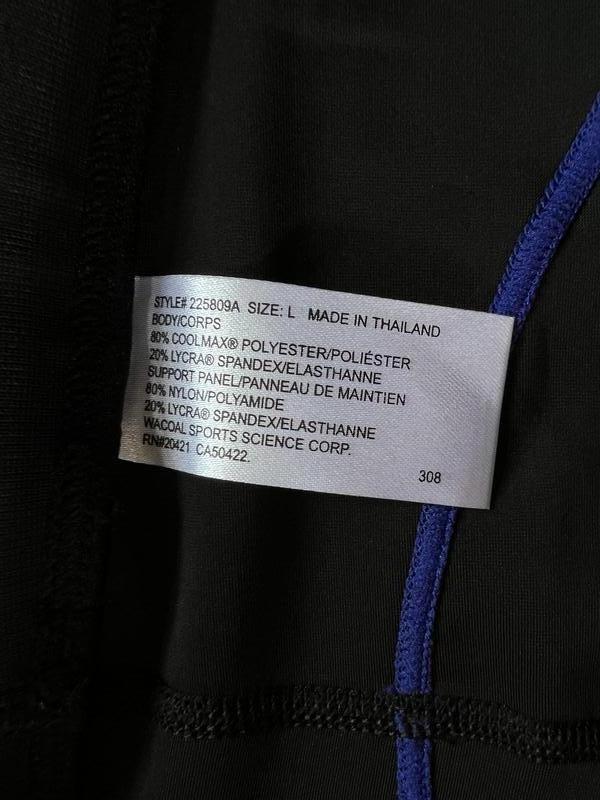 STYLE# 225809A SIZE: L MADE IN THAILAND
BODY/CORPS
80% COOLMAX® POLYESTER/POLIÉSTER
20% LYCRA® SPANDEX/ELASTHANNE
SUPPORT PANEL/PANNEAU DE MAINTIEN
80% NYLON/POLYAMIDE
20% LYCRA® SPANDEX/ELASTHANNE
WACOAL SPORTS SCIENCE CORP.
RN#20421 CA50422.
308